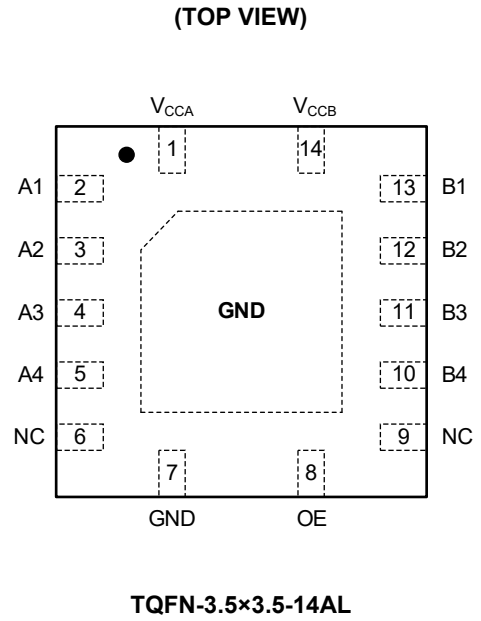 (TOP VIEW)
VCCA VCCB
1 14
A1 2 13 B1
A2 3 12 B2
A3 4 GND 11 B3
A4 5 10 B4
NC 6 9 NC
7 8
GND OE
TQFN-3.5×3.5-14AL